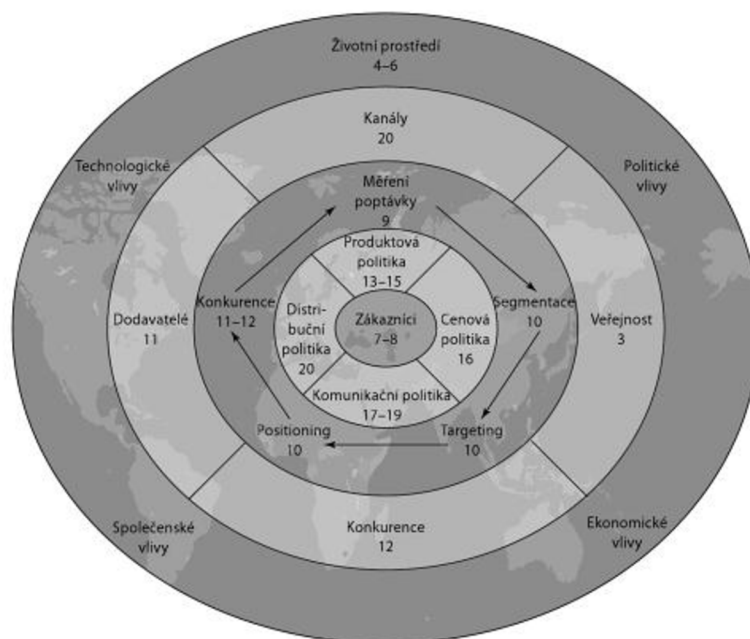 Životní prostředí
4–6
Kanály
20
Technologické
vlivy
Politické
vlivy
Měření
poptávky
9
Produktová
politika
13–15
Konkurence
11–12
Segmentace
10
Dodavatelé
11
Distri-
buční
politika
20
Zákazníci
7–8
Cenová
politika
16
Veřejnost
3
Komunikační politika
17–19
Positioning
10
Targeting
10
Společenské
vlivy
Konkurence
12
Ekonomické
vlivy